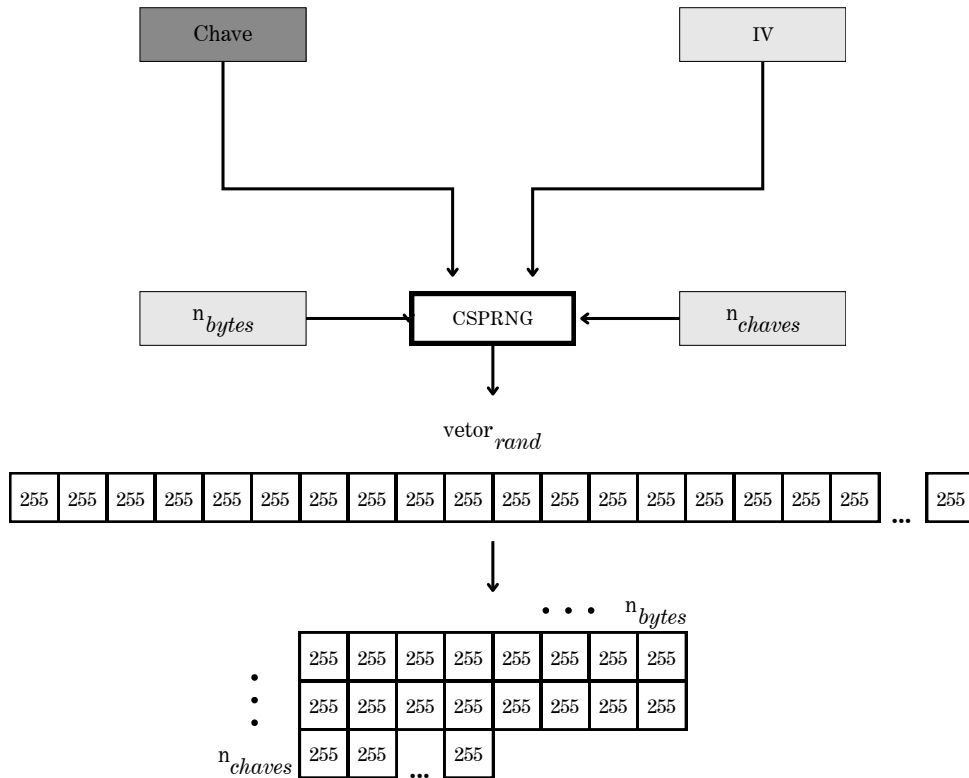 Chave IV
n_bytes CSPRNG n_chaves
vetor_rand
255 255 255 255 255 255 255 255 255 255 255 255 255 255 255 255 255 255 ... 255
... n_bytes
255 255 255 255 255 255 255 255
255 255 255 255 255 255 255 255
n_chaves 255 255 ... 255